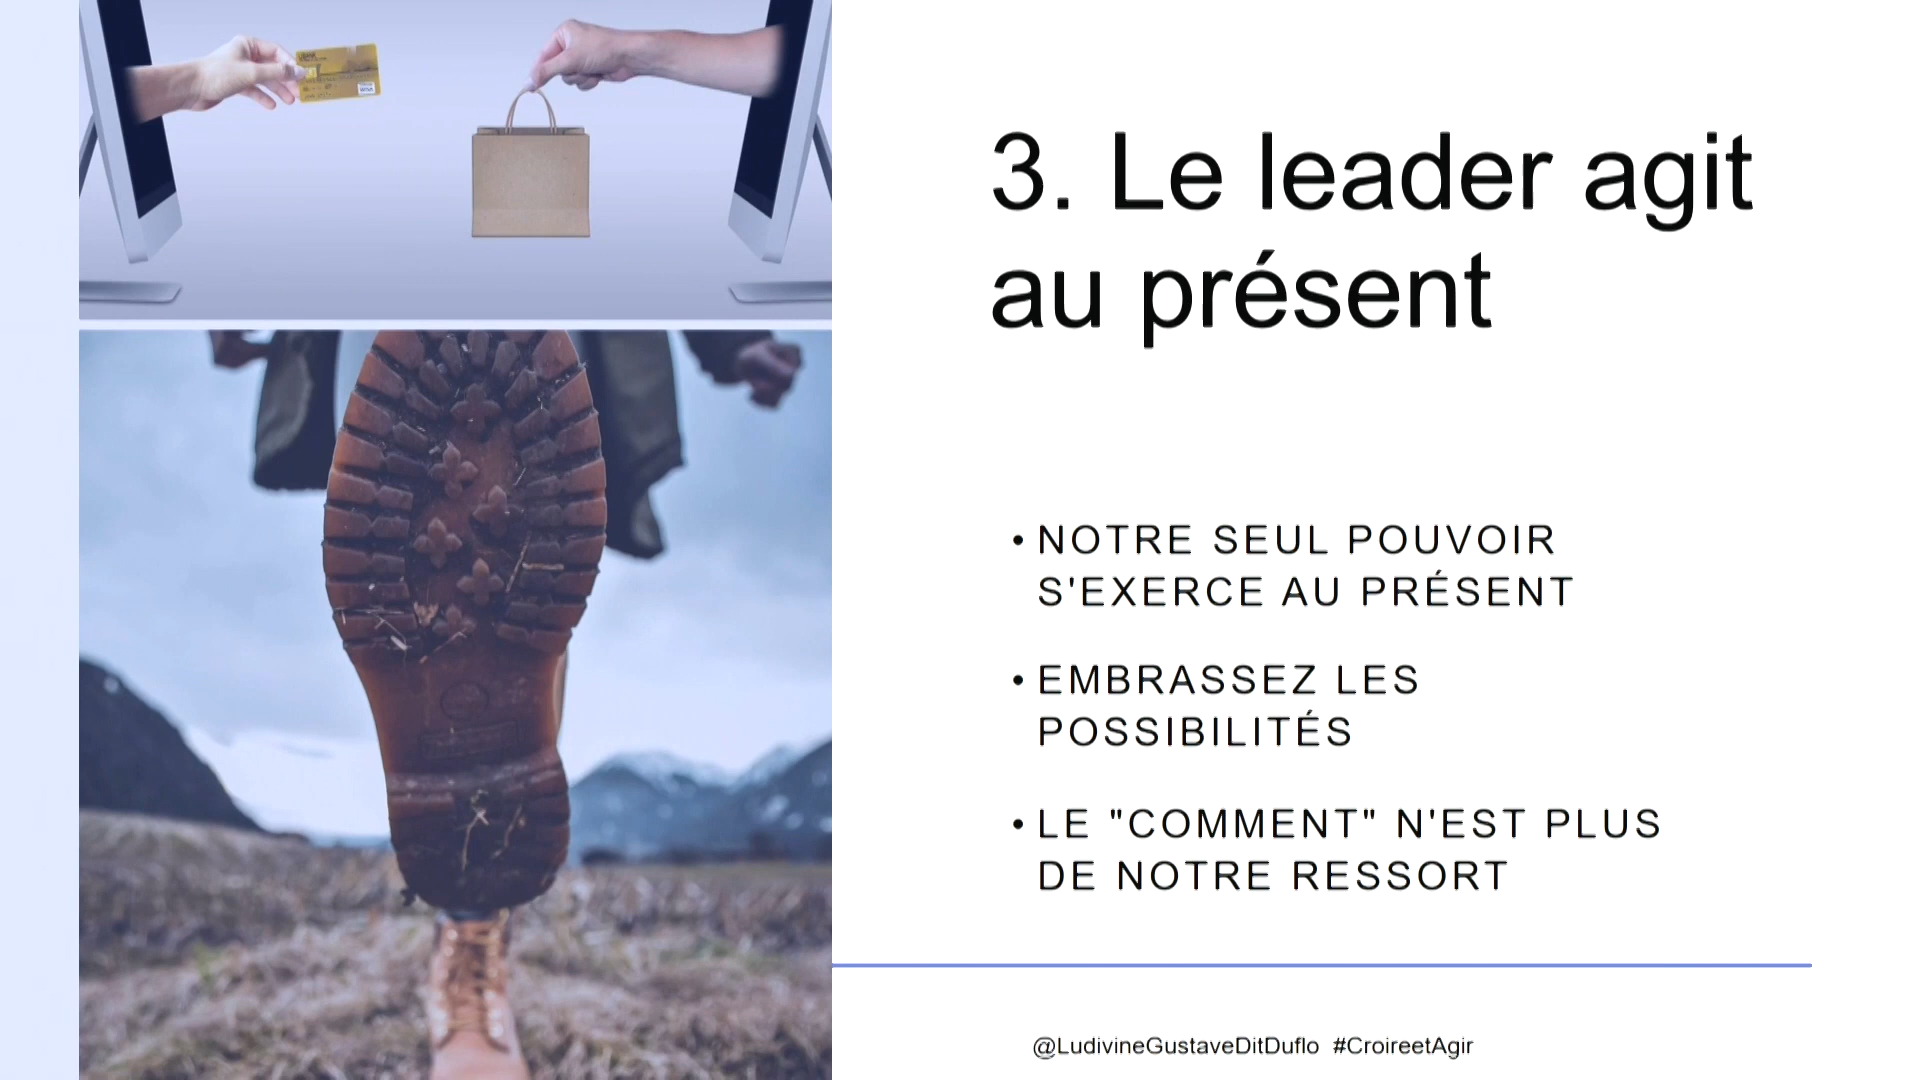 3. Le leader agit
au présent
• NOTRE SEUL POUVOIR
S'EXERCE AU PRÉSENT
• EMBRASSEZ LES
POSSIBILITÉS
• LE "COMMENT" N'EST PLUS
DE NOTRE RESSORT
@LudivineGustaveDitDuflo #CroireetAgir
VISA